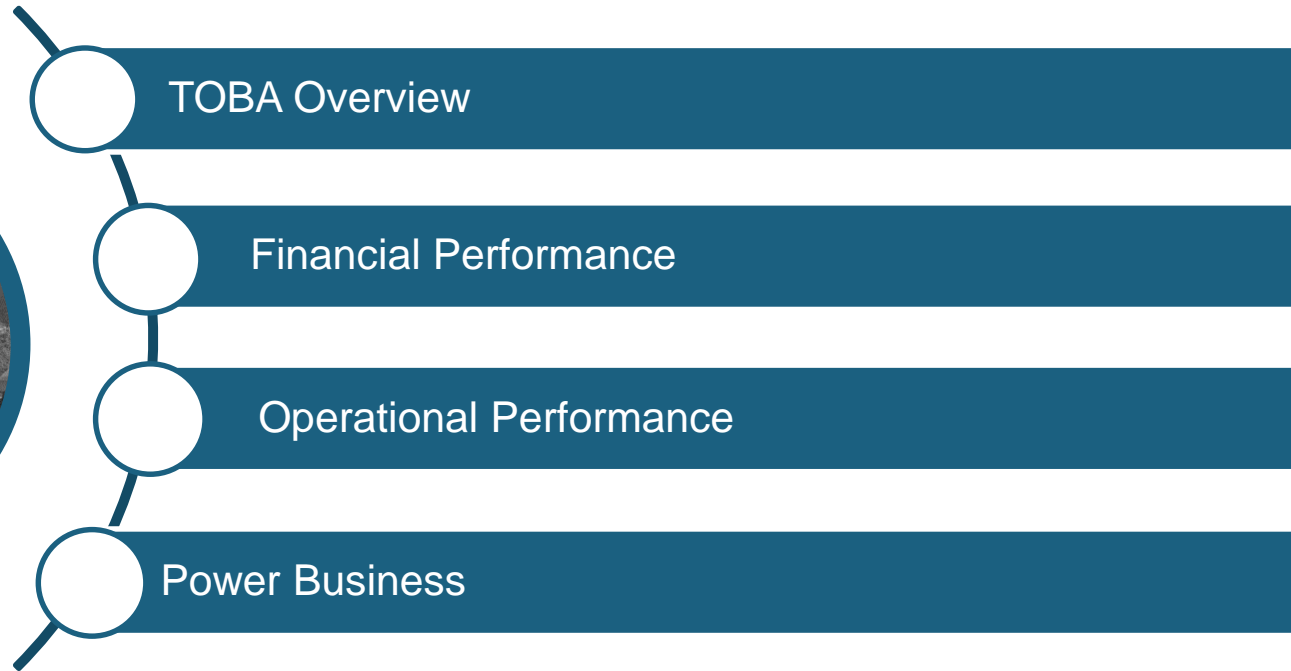 TOBA Overview
Financial Performance
Operational Performance
Power Business